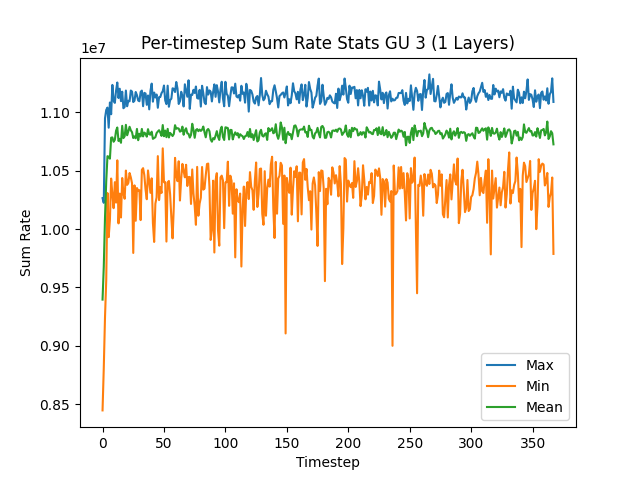 Per-timestep Sum Rate Stats GU 3 (1 Layers)
1e7
1.10
1.05
1.00
0.95
0.90
0.85
Sum Rate
0
50
100
150
200
250
300
350
Timestep
Max
Min
Mean